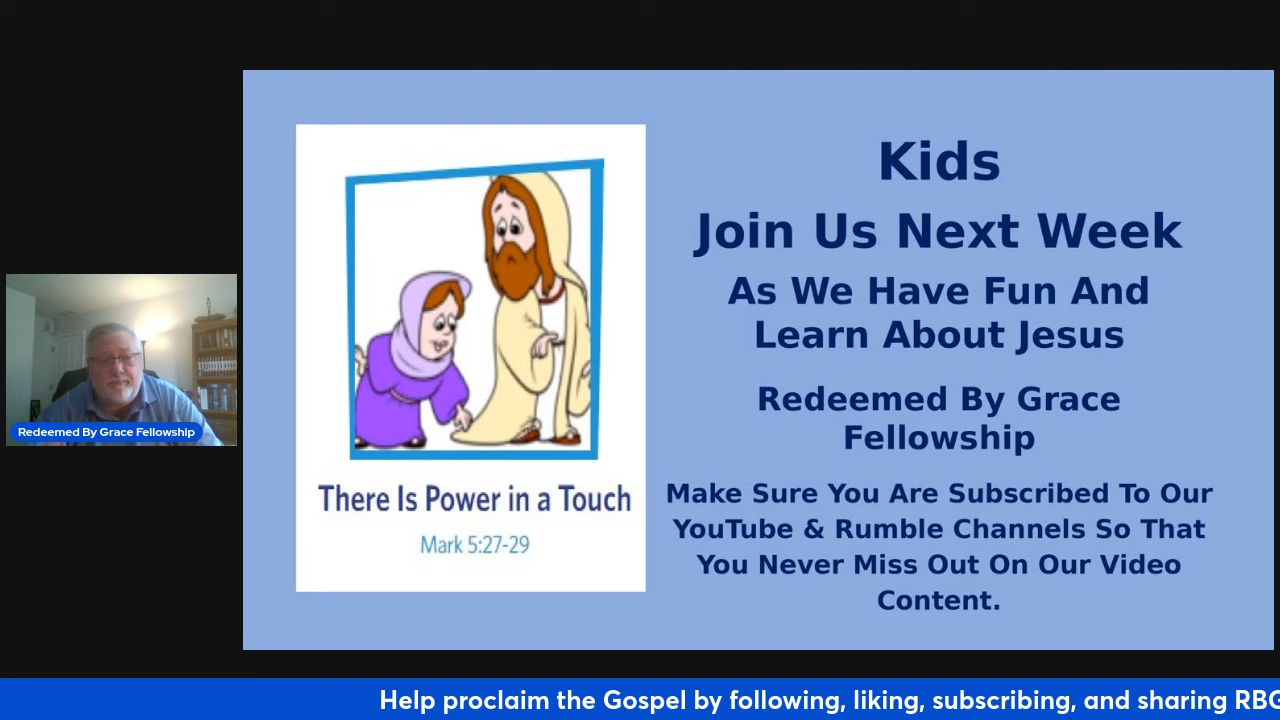 Kids
Join Us Next Week
As We Have Fun And
Learn About Jesus
Redeemed By Grace
Fellowship
Make Sure You Are Subscribed To Our
YouTube & Rumble Channels So That
You Never Miss Out On Our Video
Content.
There Is Power in a Touch
Mark 5:27-29
Redeemed By Grace Fellowship
Help proclaim the Gospel by following, liking, subscribing, and sharing